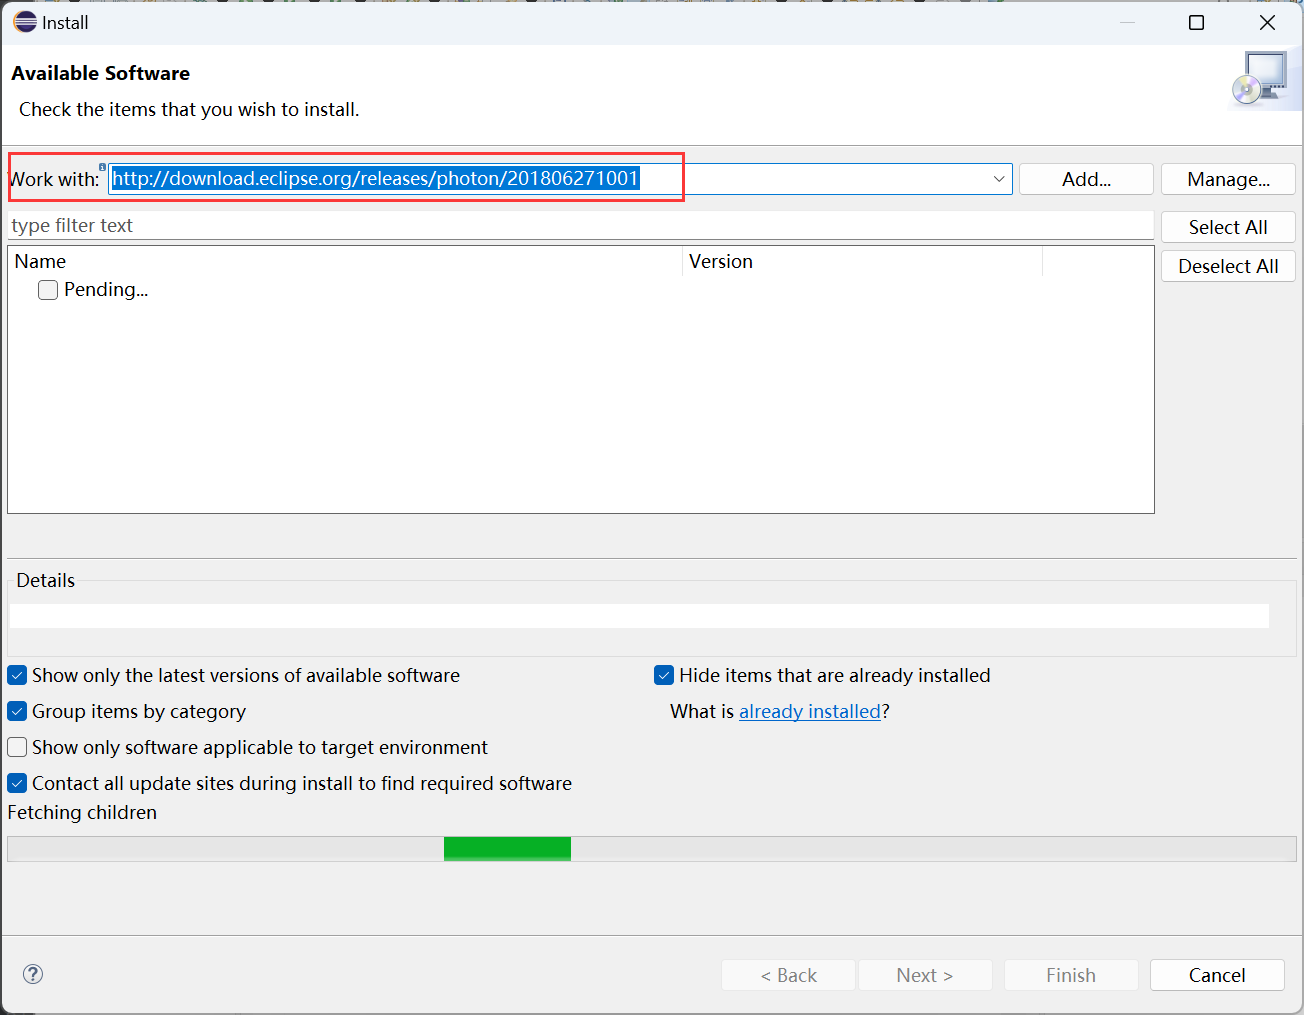 Install
Available Software
Check the items that you wish to install.
Work with: http://download.eclipse.org/releases/photon/201806271001 Add... Manage...
type filter text Select All
Name Version Deselect All
Pending...
Details
Show only the latest versions of available software Hide items that are already installed
Group items by category What is already installed?
Show only software applicable to target environment
Contact all update sites during install to find required software
Fetching children
? < Back Next > Finish Cancel